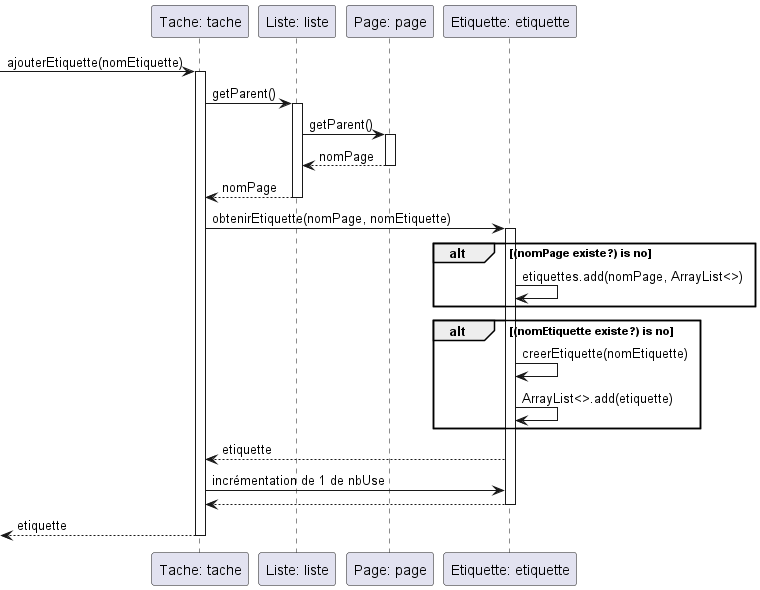 Tache: tache
Liste: liste
Page: page
Etiquette: etiquette
ajouterEtiquette(nomEtiquette)
getParent()
getParent()
nomPage
nomPage
obtenirEtiquette(nomPage, nomEtiquette)
alt
[(nomPage existe?) is no]
etiquettes.add(nomPage, ArrayList<>)
alt
[(nomEtiquette existe?) is no]
creerEtiquette(nomEtiquette)
ArrayList<>.add(etiquette)
etiquette
incrémentation de 1 de nbUse
etiquette
Tache: tache
Liste: liste
Page: page
Etiquette: etiquette